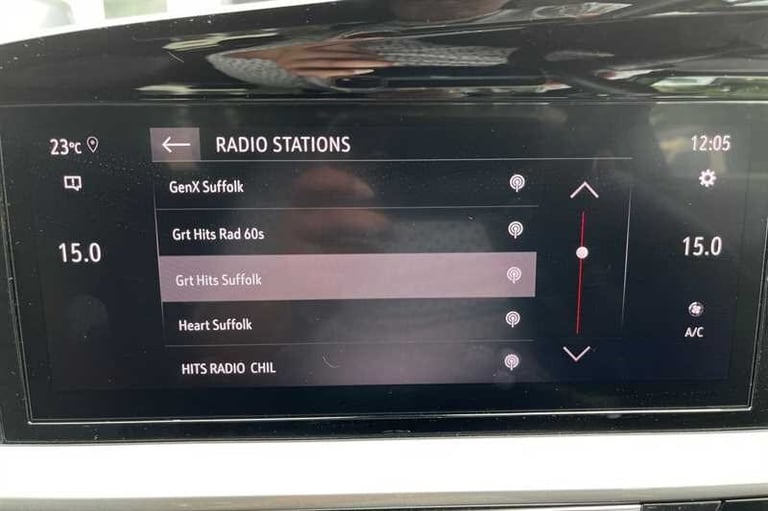 23°C
RADIO STATIONS
12:05
GenX Suffolk
Grt Hits Rad 60s
15.0
15.0
Grt Hits Suffolk
Heart Suffolk
A/C
HITS RADIO CHIL